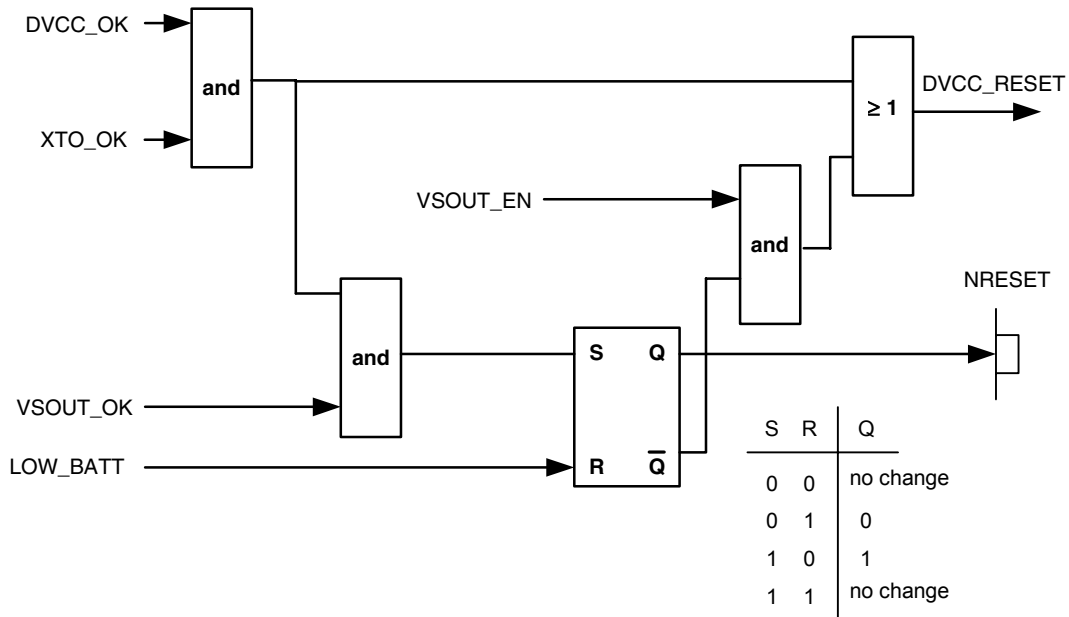 DVCC_OK
and
XTO_OK
≥ 1
DVCC_RESET
VSOUT_EN
and
NRESET
and
VSOUT_OK
LOW_BATT
S Q
R Q̅
S R Q
0 0 no change
0 1 0
1 0 1
1 1 no change